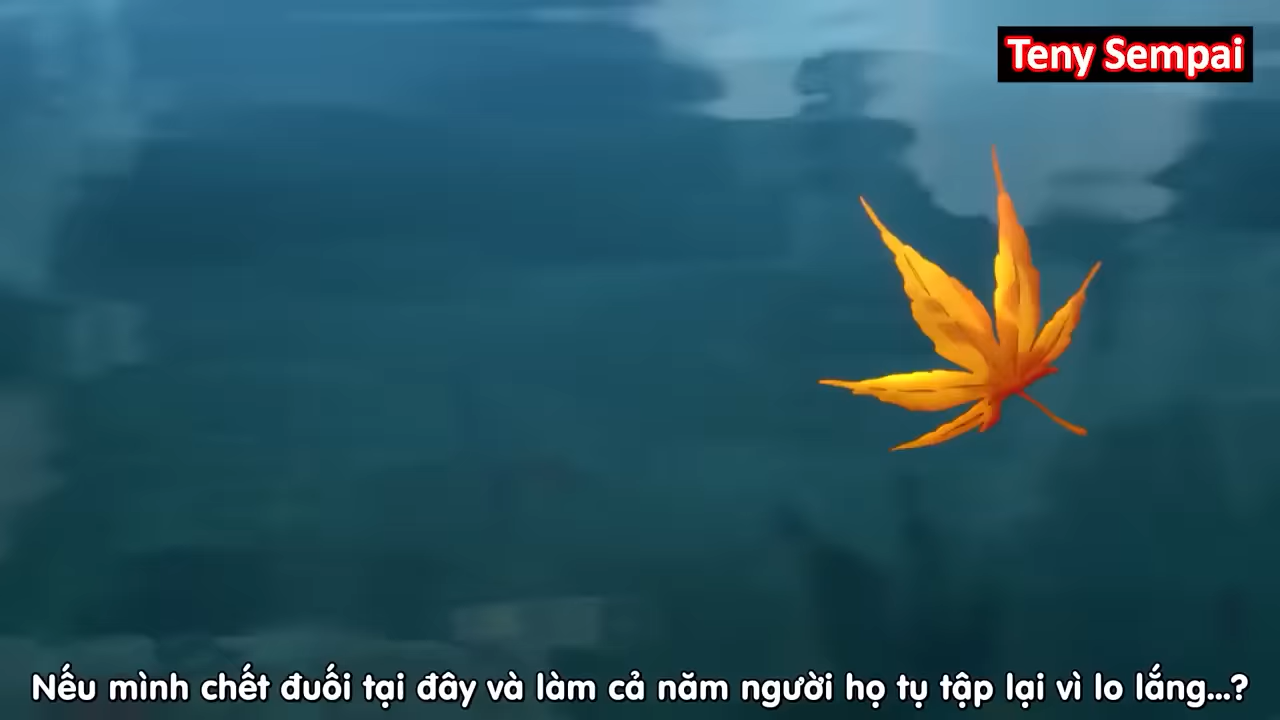 Teny Sempai
Nếu mình chết đuối tại đây và làm cả năm người họ tụ tập lại vì lo lắng...?